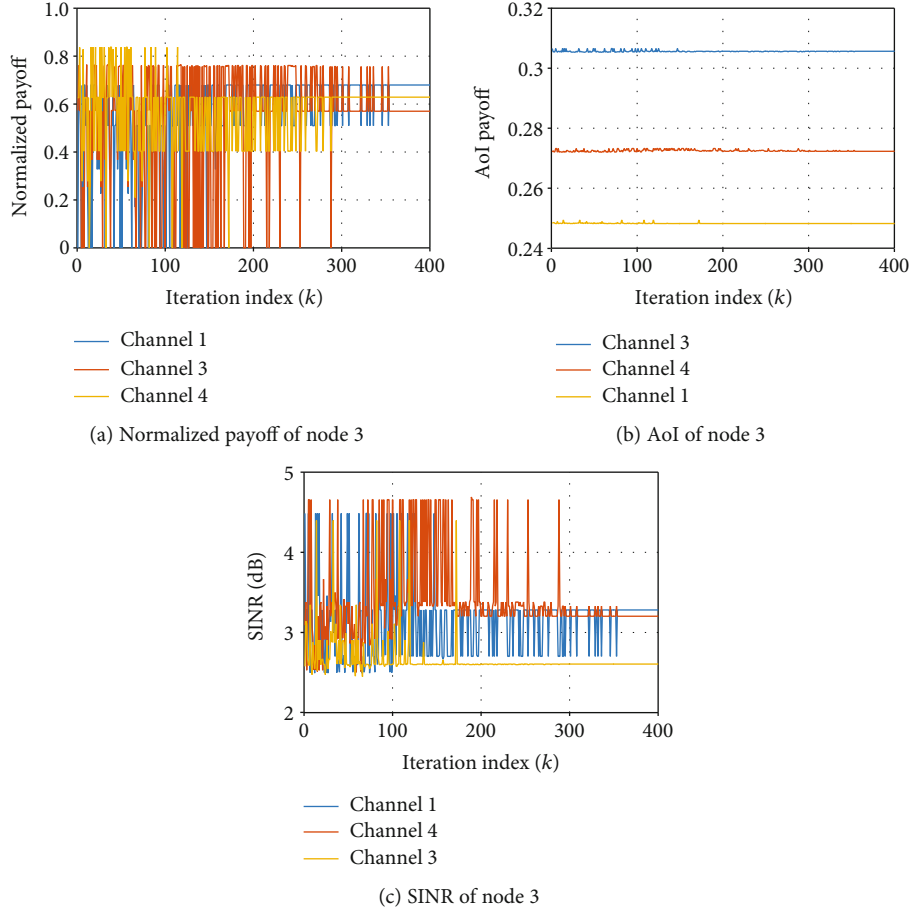 1.0
0.8
0.6
0.4
0.2
0
Normalized payoff
0 100 200 300 400
Iteration index (k)
Channel 1
Channel 3
Channel 4
(a) Normalized payoff of node 3
0.32
0.3
0.28
0.26
0.24
AoI payoff
0 100 200 300 400
Iteration index (k)
Channel 3
Channel 4
Channel 1
(b) AoI of node 3
5
4
3
2
SINR (dB)
0 100 200 300 400
Iteration index (k)
Channel 1
Channel 4
Channel 3
(c) SINR of node 3